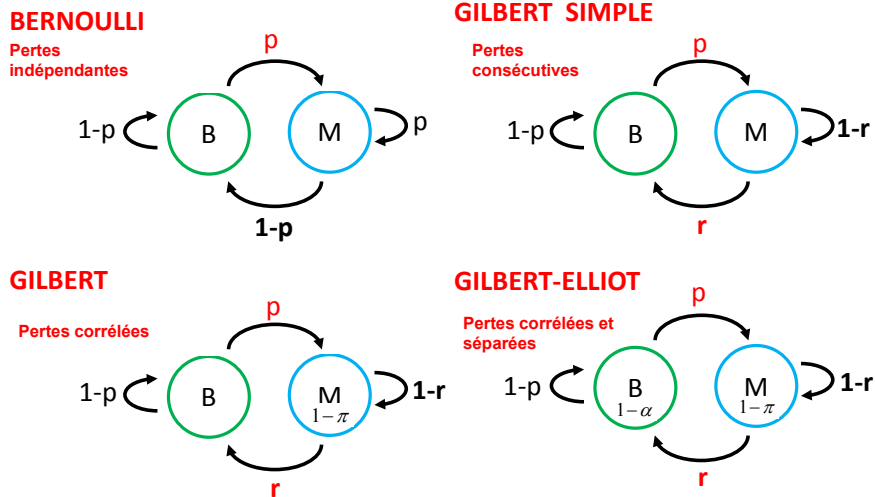 BERNOULLI
Pertes
indépendantes
p
1-p
B
M
p
1-p
GILBERT SIMPLE
Pertes
consécutives
p
1-p
B
M
1-r
r
GILBERT
Pertes corrélées
p
1-p
B
M
1-π
1-r
r
GILBERT-ELLIOT
Pertes corrélées et
séparées
p
1-p
B
1-α
M
1-π
1-r
r